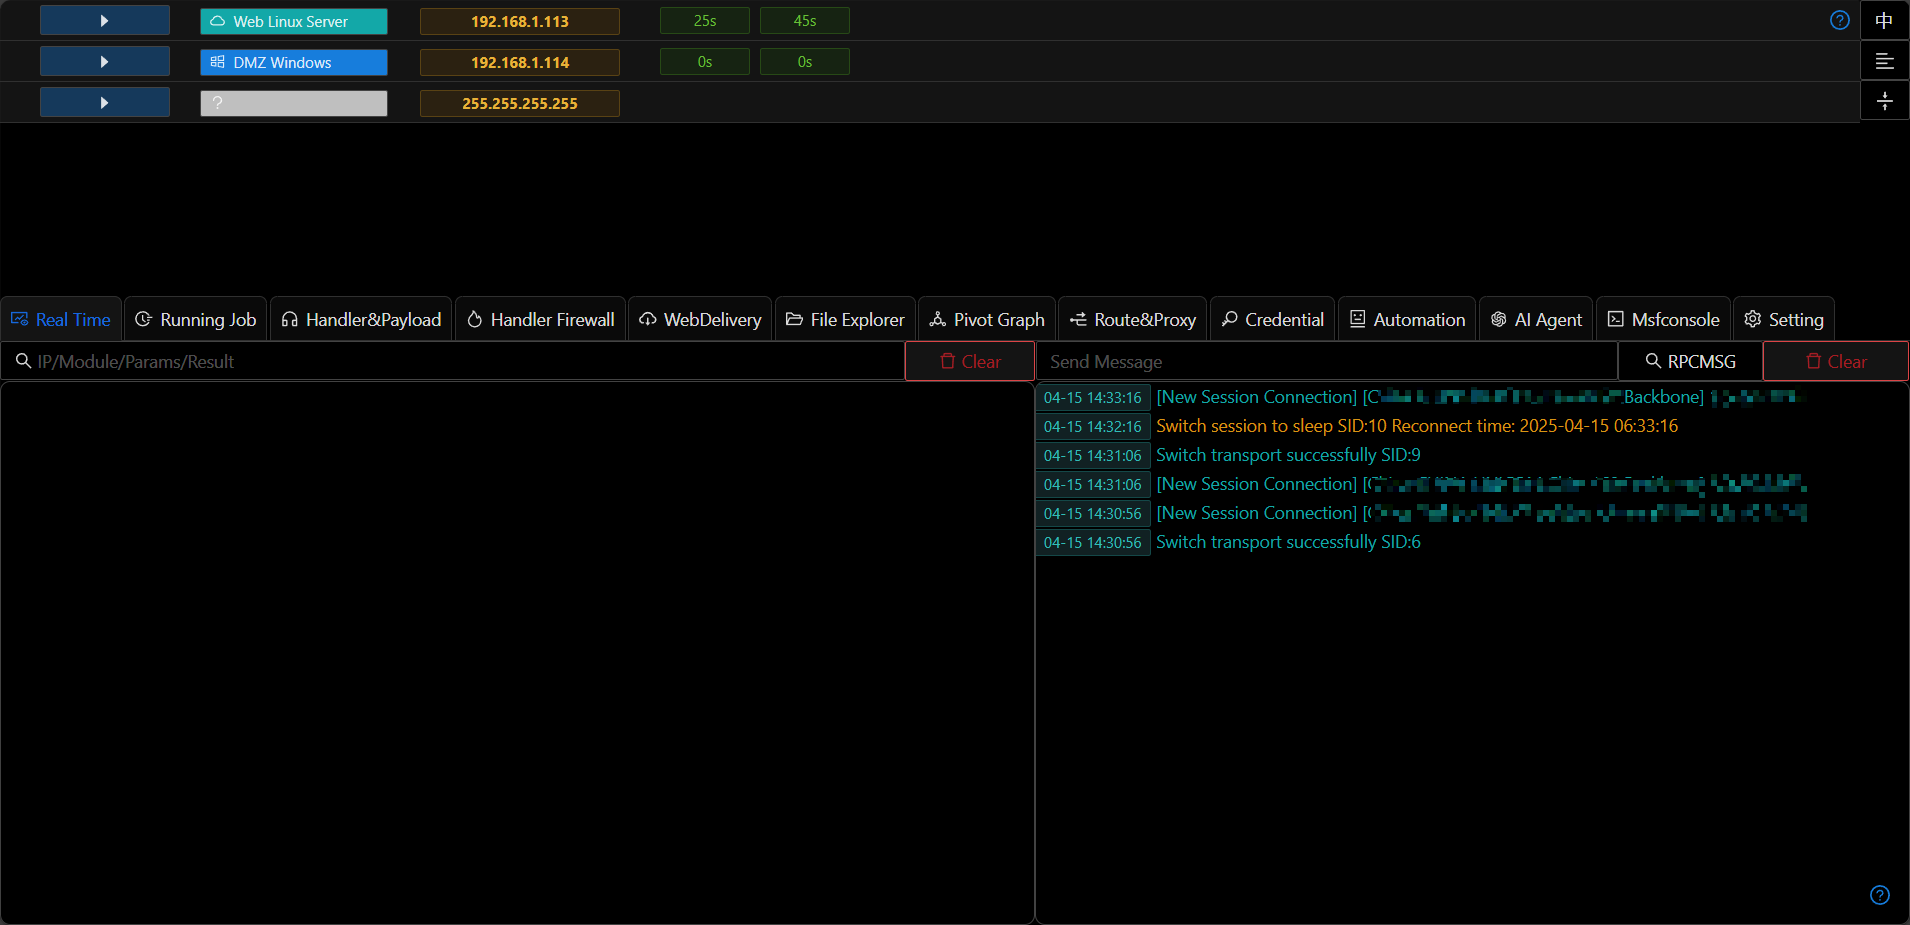 Web Linux Server 192.168.1.113 25s 45s ? 中
DMZ Windows 192.168.1.114 0s 0s
? 255.255.255.255
Real Time Running Job Handler&Payload Handler Firewall WebDelivery File Explorer Pivot Graph Route&Proxy Credential Automation AI Agent Msfconsole Setting
IP/Module/Params/Result Clear Send Message RPCMSG Clear
04-15 14:33:16 [New Session Connection] [C Backbone]
04-15 14:32:16 Switch session to sleep SID:10 Reconnect time: 2025-04-15 06:33:16
04-15 14:31:06 Switch transport successfully SID:9
04-15 14:31:06 [New Session Connection]
04-15 14:30:56 [New Session Connection]
04-15 14:30:56 Switch transport successfully SID:6
?